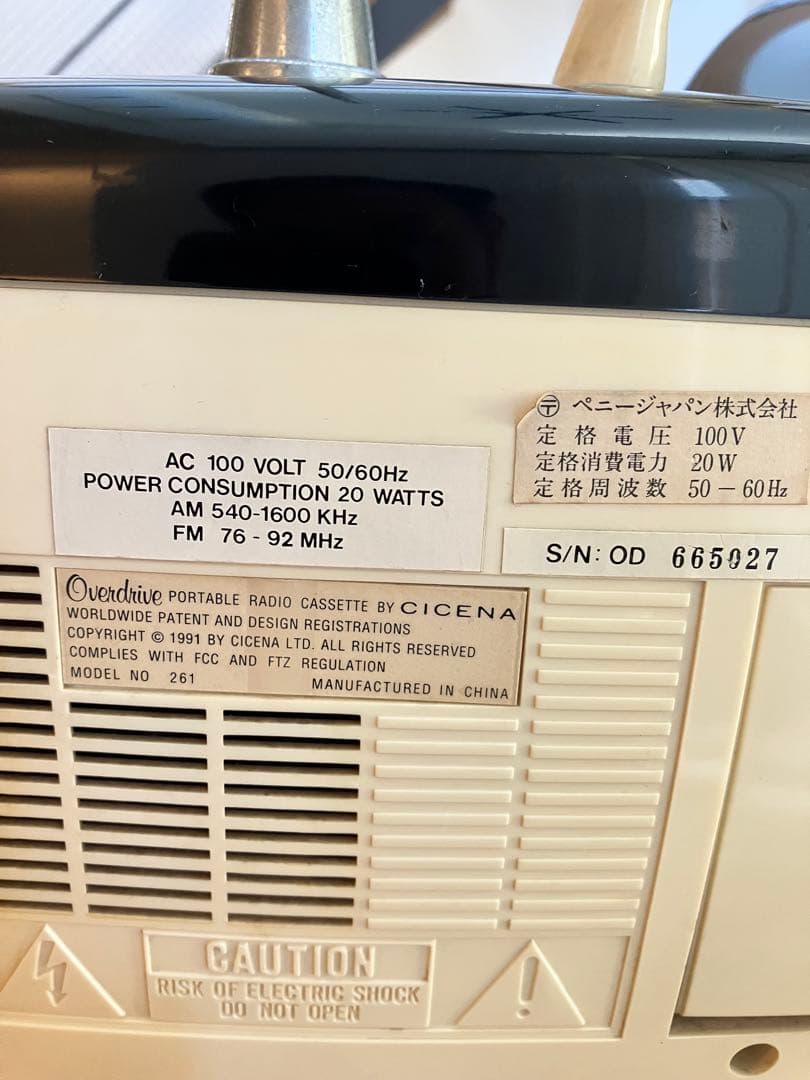 〒 ペニージャパン株式会社
定格電圧 100V
定格消費電力 20W
定格周波数 50-60Hz
AC 100 VOLT 50/60Hz
POWER CONSUMPTION 20 WATTS
AM 540-1600 KHz
FM 76 - 92 MHz
S/N: OD 665927
Overdrive PORTABLE RADIO CASSETTE BY CICENA
WORLDWIDE PATENT AND DESIGN REGISTRATIONS
COPYRIGHT © 1991 BY CICENA LTD. ALL RIGHTS RESERVED
COMPLIES WITH FCC AND FTZ REGULATION
MODEL NO 261 MANUFACTURED IN CHINA
CAUTION
RISK OF ELECTRIC SHOCK
DO NOT OPEN